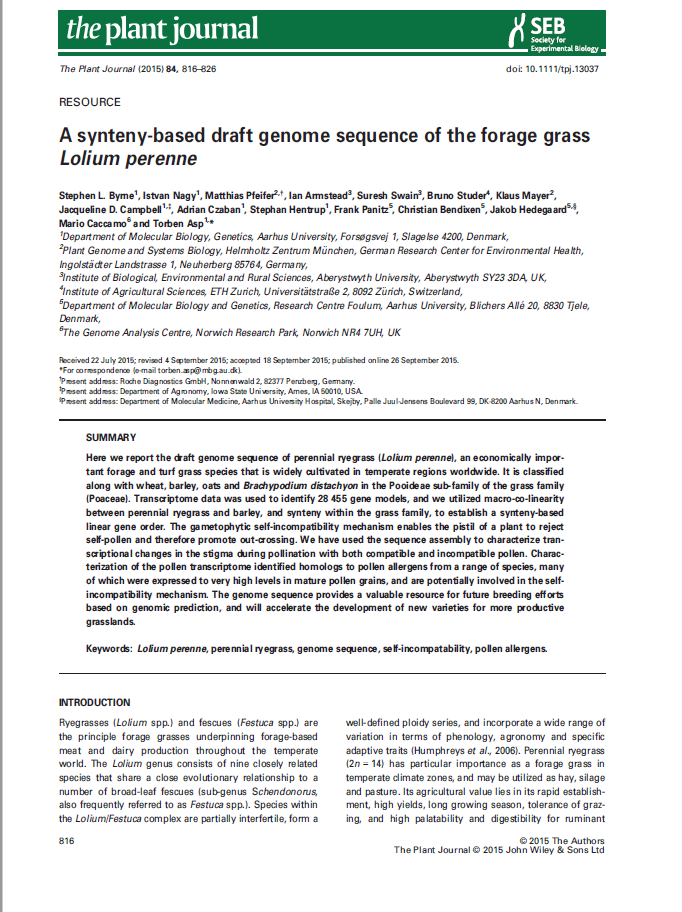 the plant journal
SEB
Society for
Experimental Biology
The Plant Journal (2015) 84, 816–826
doi: 10.1111/tpj.13037
RESOURCE
A synteny-based draft genome sequence of the forage grass
Lolium perenne
Stephen L. Byrne1, Istvan Nagy1, Matthias Pfeifer2,†, Ian Armstead3, Suresh Swain3, Bruno Studer4, Klaus Mayer2,
Jacqueline D. Campbell1,‡, Adrian Czaban1, Stephan Hentrup1, Frank Panitz5, Christian Bendixen5, Jakob Hedegaard5,§,
Mario Caccamo6 and Torben Asp1,*
1Department of Molecular Biology, Genetics, Aarhus University, Forsøgsvej 1, Slagelse 4200, Denmark,
2Plant Genome and Systems Biology, Helmholtz Zentrum München, German Research Center for Environmental Health,
Ingolstädter Landstrasse 1, Neuherberg 85764, Germany,
3Institute of Biological, Environmental and Rural Sciences, Aberystwyth University, Aberystwyth SY23 3DA, UK,
4Institute of Agricultural Sciences, ETH Zurich, Universitätstraße 2, 8092 Zürich, Switzerland,
5Department of Molecular Biology and Genetics, Research Centre Foulum, Aarhus University, Blichers Allé 20, 8830 Tjele,
Denmark,
6The Genome Analysis Centre, Norwich Research Park, Norwich NR4 7UH, UK
Received 22 July 2015; revised 4 September 2015; accepted 18 September 2015; published online 26 September 2015.
*For correspondence (e-mail torben.asp@mbg.au.dk).
†Present address: Roche Diagnostics GmbH, Nonnenwald 2, 82377 Penzberg, Germany.
‡Present address: Department of Agronomy, Iowa State University, Ames, IA 50010, USA.
§Present address: Department of Molecular Medicine, Aarhus University Hospital, Skejby, Palle Juul-Jensens Boulevard 99, DK-8200 Aarhus N, Denmark.
SUMMARY
Here we report the draft genome sequence of perennial ryegrass (Lolium perenne), an economically impor-
tant forage and turf grass species that is widely cultivated in temperate regions worldwide. It is classified
along with wheat, barley, oats and Brachypodium distachyon in the Pooideae sub-family of the grass family
(Poaceae). Transcriptome data was used to identify 28 455 gene models, and we utilized macro-co-linearity
between perennial ryegrass and barley, and synteny within the grass family, to establish a synteny-based
linear gene order. The gametophytic self-incompatibility mechanism enables the pistil of a plant to reject
self-pollen and therefore promote out-crossing. We have used the sequence assembly to characterize tran-
scriptional changes in the stigma during pollination with both compatible and incompatible pollen. Charac-
terization of the pollen transcriptome identified homologs to pollen allergens from a range of species, many
of which were expressed to very high levels in mature pollen grains, and are potentially involved in the self-
incompatibility mechanism. The genome sequence provides a valuable resource for future breeding efforts
based on genomic prediction, and will accelerate the development of new varieties for more productive
grasslands.
Keywords: Lolium perenne, perennial ryegrass, genome sequence, self-incompatability, pollen allergens.
INTRODUCTION
Ryegrasses (Lolium spp.) and fescues (Festuca spp.) are
the principle forage grasses underpinning forage-based
meat and dairy production throughout the temperate
world. The Lolium genus consists of nine closely related
species that share a close evolutionary relationship to a
number of broad-leaf fescues (sub-genus Schendonorus,
also frequently referred to as Festuca spp.). Species within
the Lolium/Festuca complex are partially interfertile, form a
well-defined ploidy series, and incorporate a wide range of
variation in terms of phenology, agronomy and specific
adaptive traits (Humphreys et al., 2006). Perennial ryegrass
(2n = 14) has particular importance as a forage grass in
temperate climate zones, and may be utilized as hay, silage
and pasture. Its agricultural value lies in its rapid establish-
ment, high yields, long growing season, tolerance of graz-
ing, and high palatability and digestibility for ruminant
816
© 2015 The Authors
The Plant Journal © 2015 John Wiley & Sons Ltd